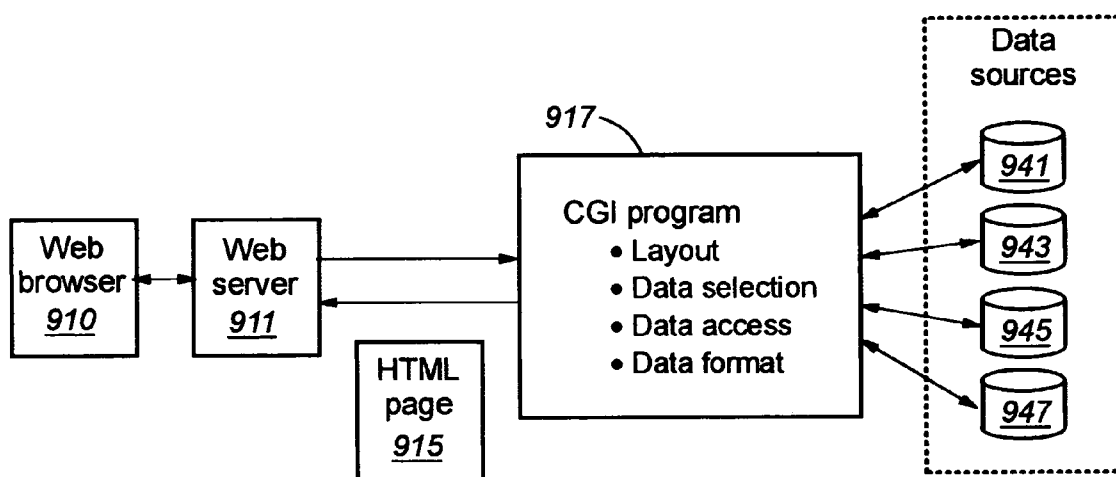 Data
sources
917
941
CGI program
• Layout
• Data selection
• Data access
• Data format
943
Web
browser
910
Web
server
911
945
HTML
page
915
947